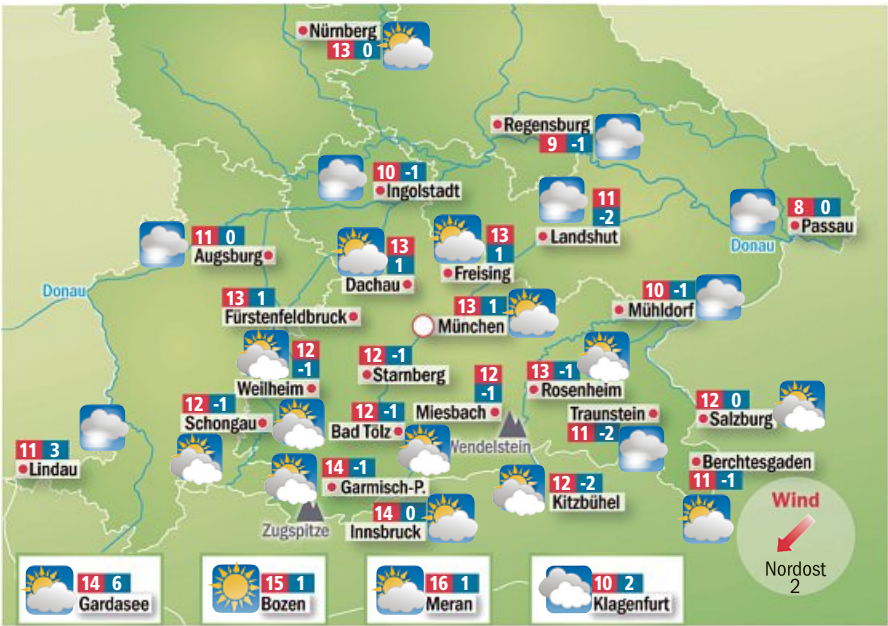 Nürnberg
13 0
Regensburg
9 -1
10 -1
Ingolstadt
11
-2
Landshut
8 0
Passau
Donau
11 0
Augsburg
13
1
Dachau
13
1
Freising
Donau
13 1
Fürstenfeldbruck
13 1
München
10 -1
Mühldorf
12
-1
Weilheim
12 -1
Starnberg
12
-1
Miesbach
13 -1
Rosenheim
Traunstein
11 -2
12 0
Salzburg
12 -1
Schongau
12 -1
Bad Tölz
Wendelstein
11 3
Lindau
14 -1
Garmisch-P.
12 -2
Kitzbühel
Berchtesgaden
11 -1
Zugspitze
14 0
Innsbruck
Wind
Nordost
2
14 6
Gardasee
15 1
Bozen
16 1
Meran
10 2
Klagenfurt